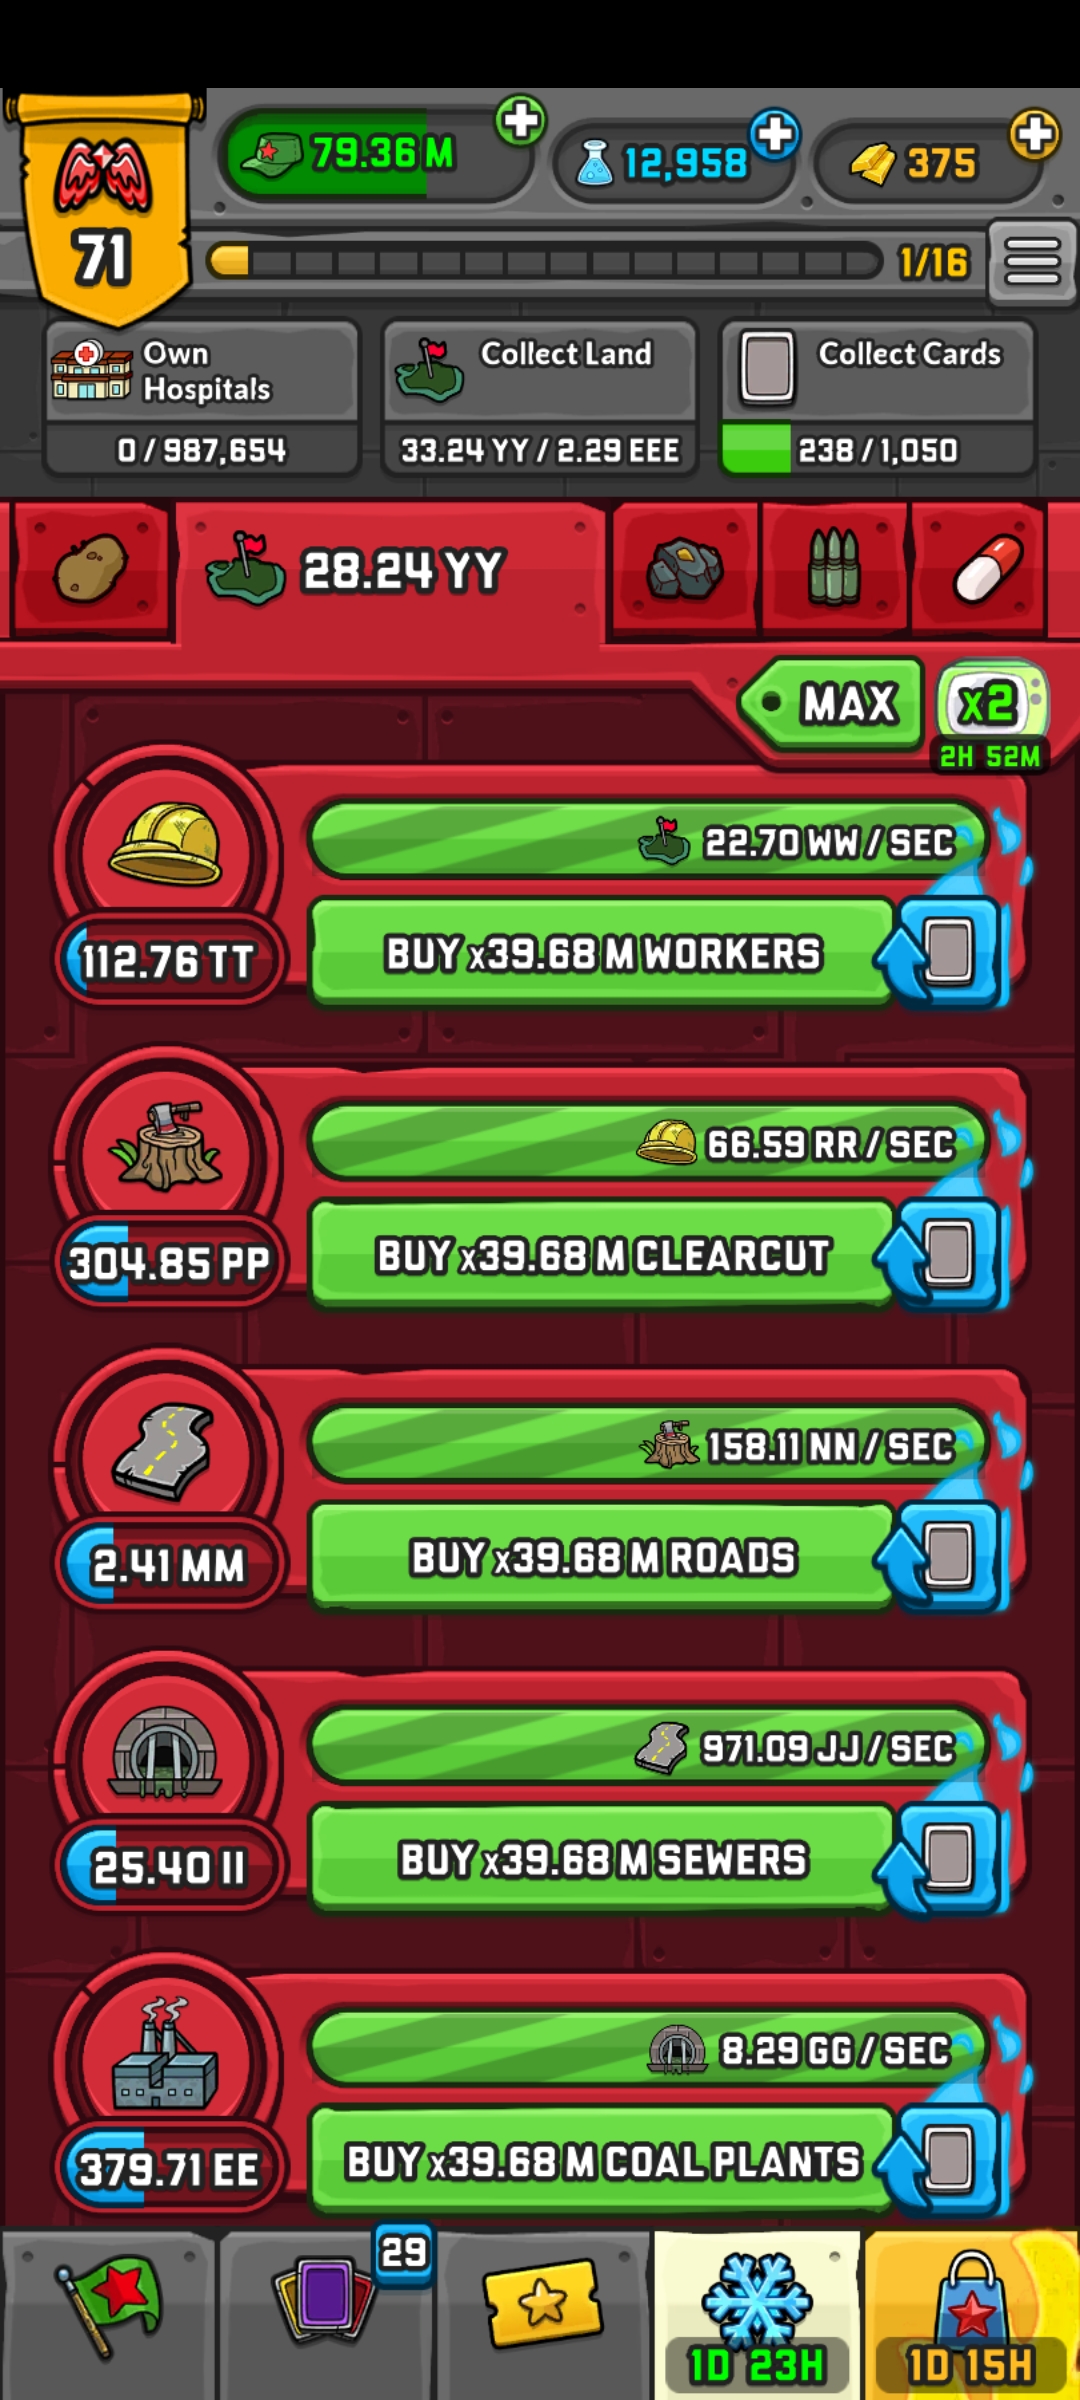 79.36 M
12,958
375
71
1/16
Own
Hospitals
0 / 987,654
Collect Land
33.24 YY / 2.29 EEE
Collect Cards
238 / 1,050
28.24 YY
MAX
x2
2H 52M
22.70 WW / SEC
BUY x39.68 M WORKERS
112.76 TT
66.59 RR / SEC
BUY x39.68 M CLEARCUT
304.85 PP
158.11 NN / SEC
BUY x39.68 M ROADS
2.41 MM
971.09 JJ / SEC
BUY x39.68 M SEWERS
25.40 II
8.29 GG / SEC
BUY x39.68 M COAL PLANTS
379.71 EE
29
1D 23H
1D 15H